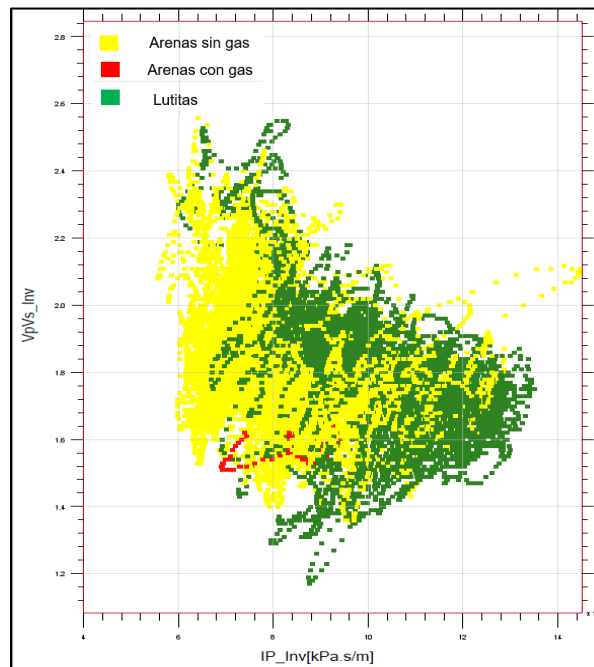 2.8
Arenas sin gas
Arenas con gas
2.6
Lutitas
2.4
2.2
VpVs_Inv
2.0
1.8
1.6
1.4
1.2
x
4
6
8
10
12
14
IP_Inv[kPa.s/m]